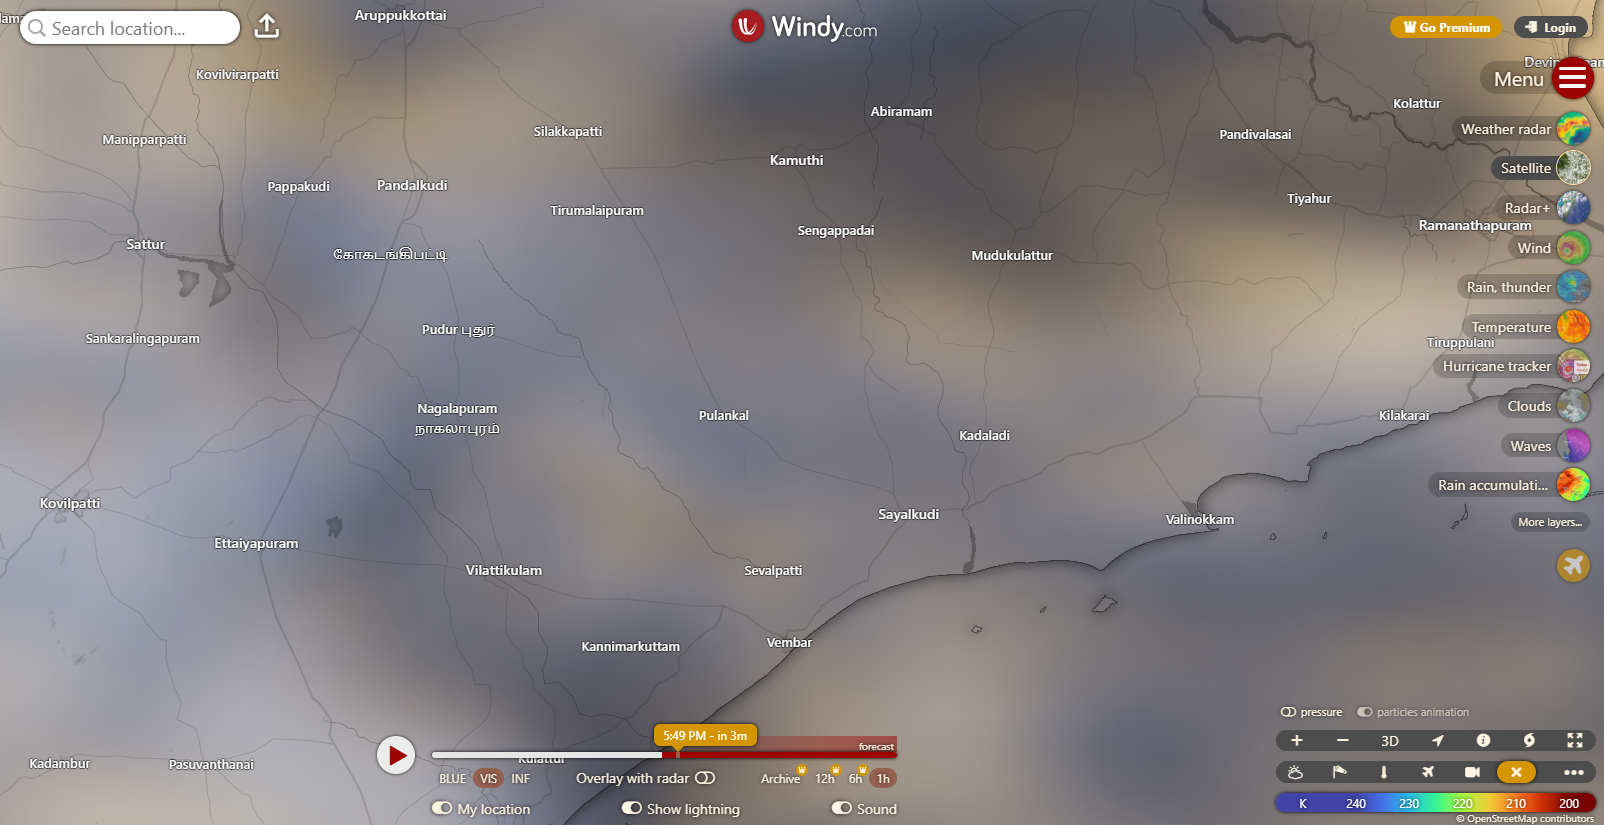 Search location...
Windy.com
Go Premium
Login
Menu
Weather radar
Satellite
Radar+
Wind
Rain, thunder
Temperature
Hurricane tracker
Clouds
Waves
Rain accumulati...
More layers...
Aruppukkottai
Kovilvirarpatti
Abiramam
Kolattur
Silakkapatti
Pandivalasai
Manipparpatti
Kamuthi
Pappakudi
Pandalkudi
Tirumalaipuram
Tiyahur
Ramanathapuram
Sengappadai
Sattur
கோகடங்கிபட்டி
Mudukulattur
Pudur புதுர்
Sankaralingapuram
Tiruppulani
Nagalapuram
நாகலாபுரம்
Pulankal
Kilakarai
Kadaladi
Kovilpatti
Sayalkudi
Valinokkam
Ettaiyapuram
Vilattikulam
Sevalpatti
Kannimarkuttam
Vembar
Kadambur
Pasuvanthanai
Kulattur
5:49 PM - in 3m
forecast
BLUE VIS INF
Overlay with radar
Archive 12h 6h 1h
My location
Show lightning
Sound
pressure
particles animation
3D
K 240 230 220 210 200
© OpenStreetMap contributors